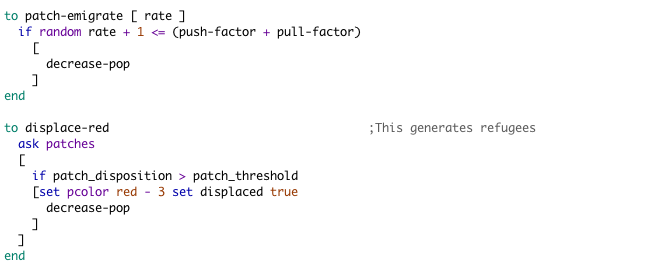 to patch-emigrate [ rate ]
  if random rate + 1 <= (push-factor + pull-factor)
    [
      decrease-pop
    ]
end

to displace-red                                     ;This generates refugees
  ask patches
  [
    if patch_disposition > patch_threshold
    [set pcolor red - 3 set displaced true
      decrease-pop
    ]
  ]
end